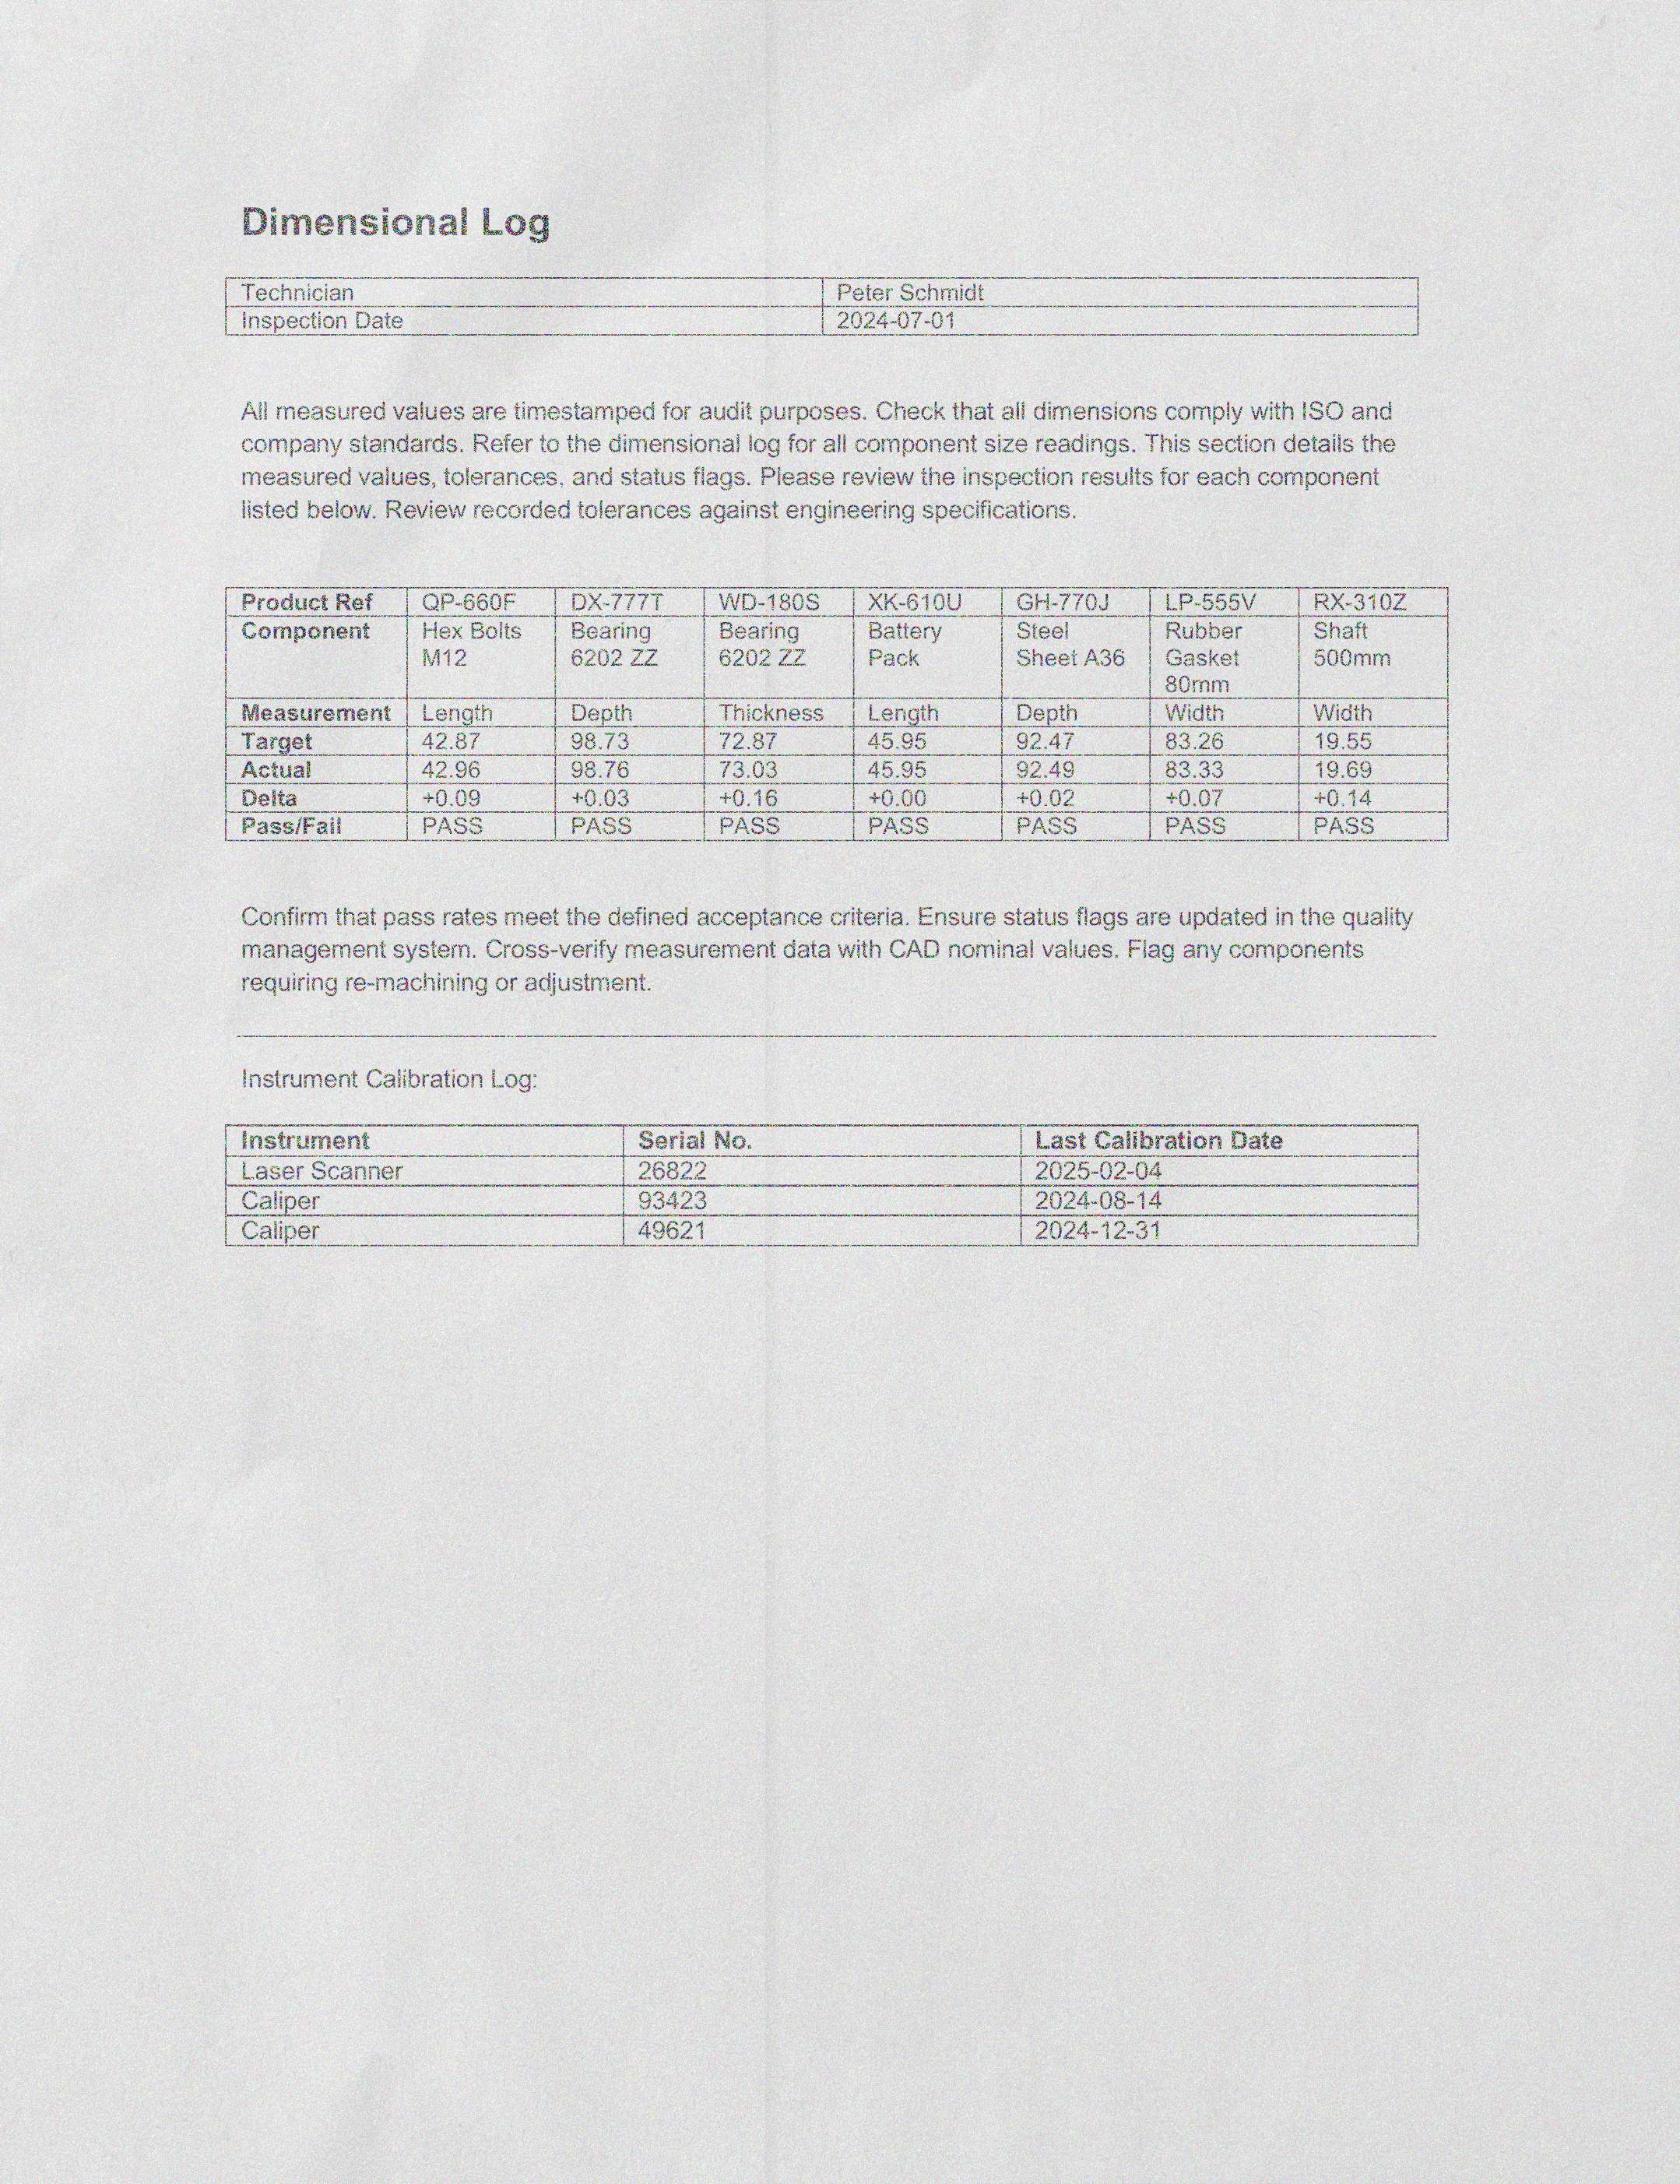 Dimensional Log
Technician Peter Schmidt
Inspection Date 2024-07-01
All measured values are timestamped for audit purposes. Check that all dimensions comply with ISO and
company standards. Refer to the dimensional log for all component size readings. This section details the
measured values, tolerances, and status flags. Please review the inspection results for each component
listed below. Review recorded tolerances against engineering specifications.
Product Ref QP-660F DX-777T WD-180S XK-610U GH-770J LP-555V RX-310Z
Component Hex Bolts Bearing Bearing Battery Steel Rubber Shaft
M12 6202 ZZ 6202 ZZ Pack Sheet A36 Gasket 500mm
80mm
Measurement Length Depth Thickness Length Depth Width Width
Target 42.87 98.73 72.87 45.95 92.47 83.26 19.55
Actual 42.96 98.76 73.03 45.95 92.49 83.33 19.69
Delta +0.09 +0.03 +0.16 +0.00 +0.02 +0.07 +0.14
Pass/Fail PASS PASS PASS PASS PASS PASS PASS
Confirm that pass rates meet the defined acceptance criteria. Ensure status flags are updated in the quality
management system. Cross-verify measurement data with CAD nominal values. Flag any components
requiring re-machining or adjustment.
Instrument Calibration Log:
Instrument Serial No. Last Calibration Date
Laser Scanner 26822 2025-02-04
Caliper 93423 2024-08-14
Caliper 49621 2024-12-31